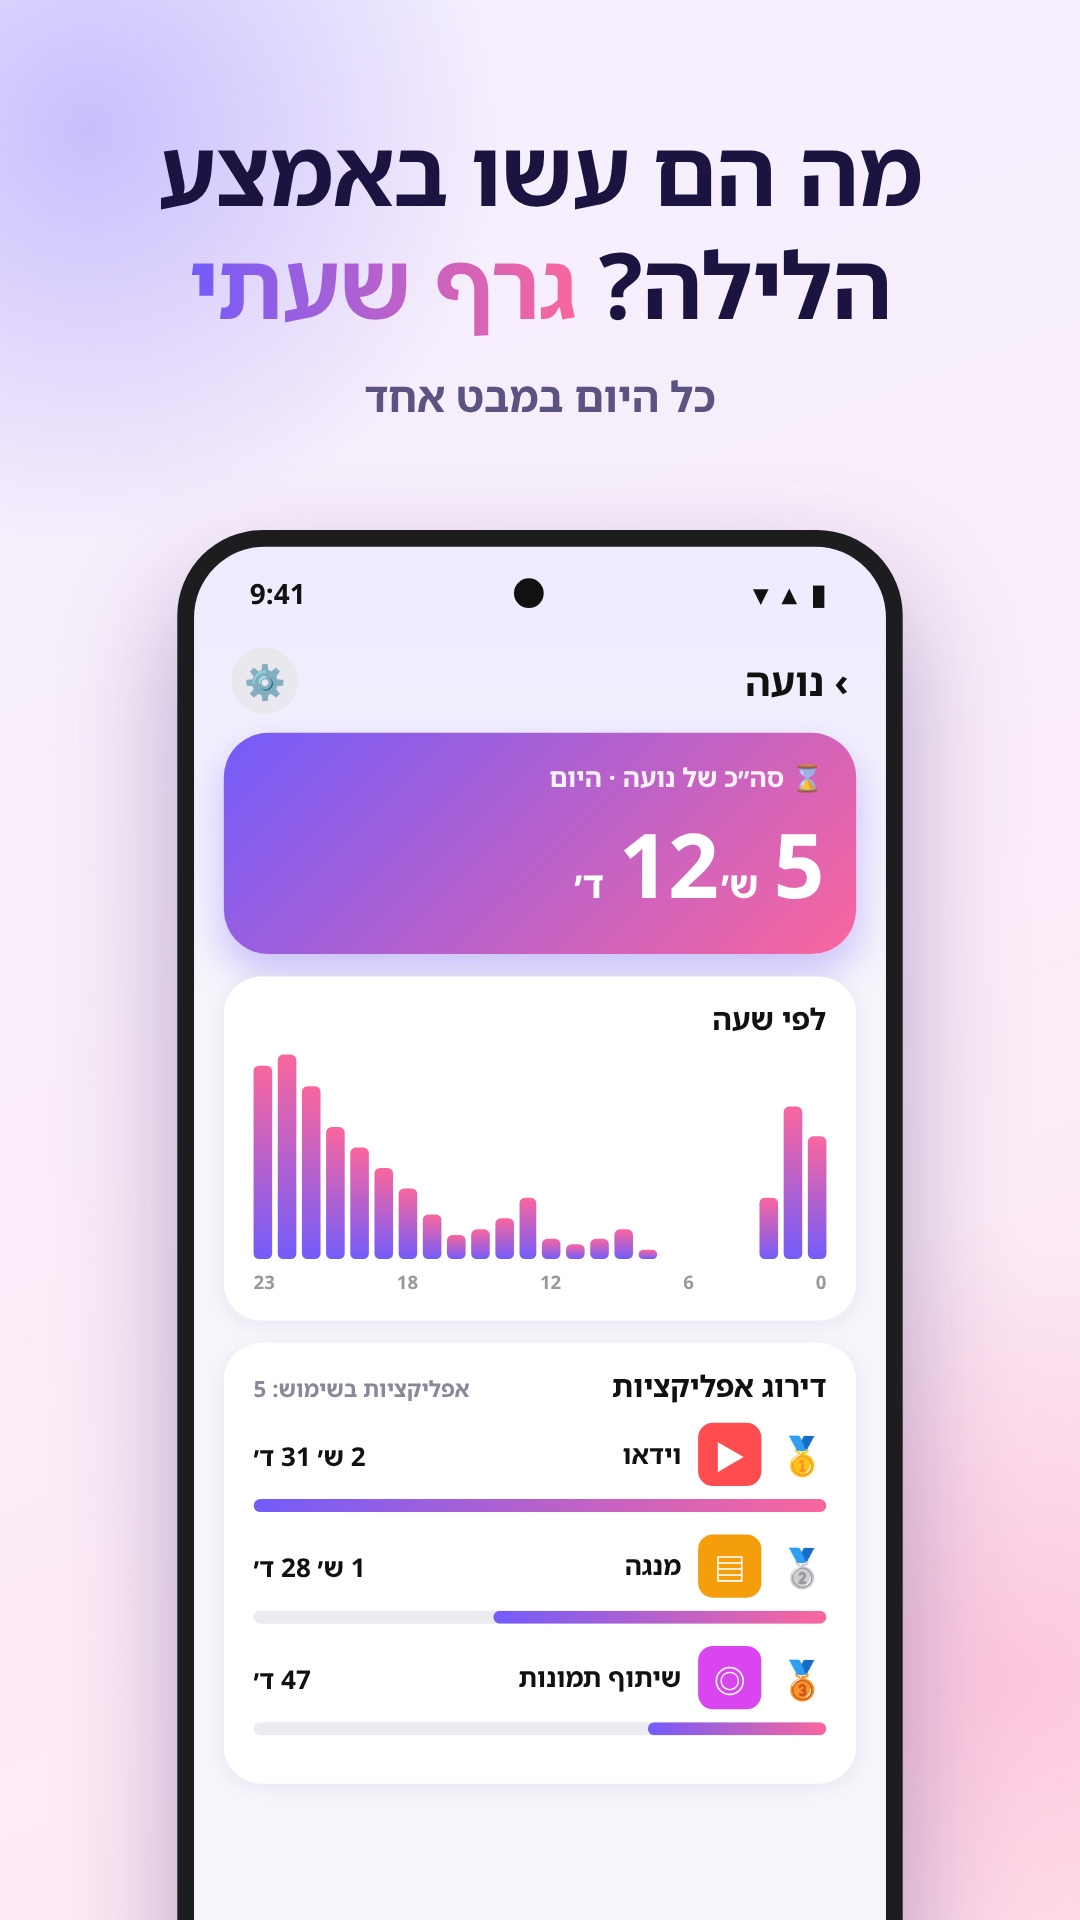 מה הם עשו באמצע
הלילה? גרף שעתי
כל היום במבט אחד
9:41
‹ נועה
⌛ סה״כ של נועה · היום
5 ש׳ 12 ד׳
לפי שעה
0 6 12 18 23
דירוג אפליקציות
אפליקציות בשימוש: 5
🥇 וידאו 2 ש׳ 31 ד׳
🥈 מנגה 1 ש׳ 28 ד׳
🥉 שיתוף תמונות 47 ד׳